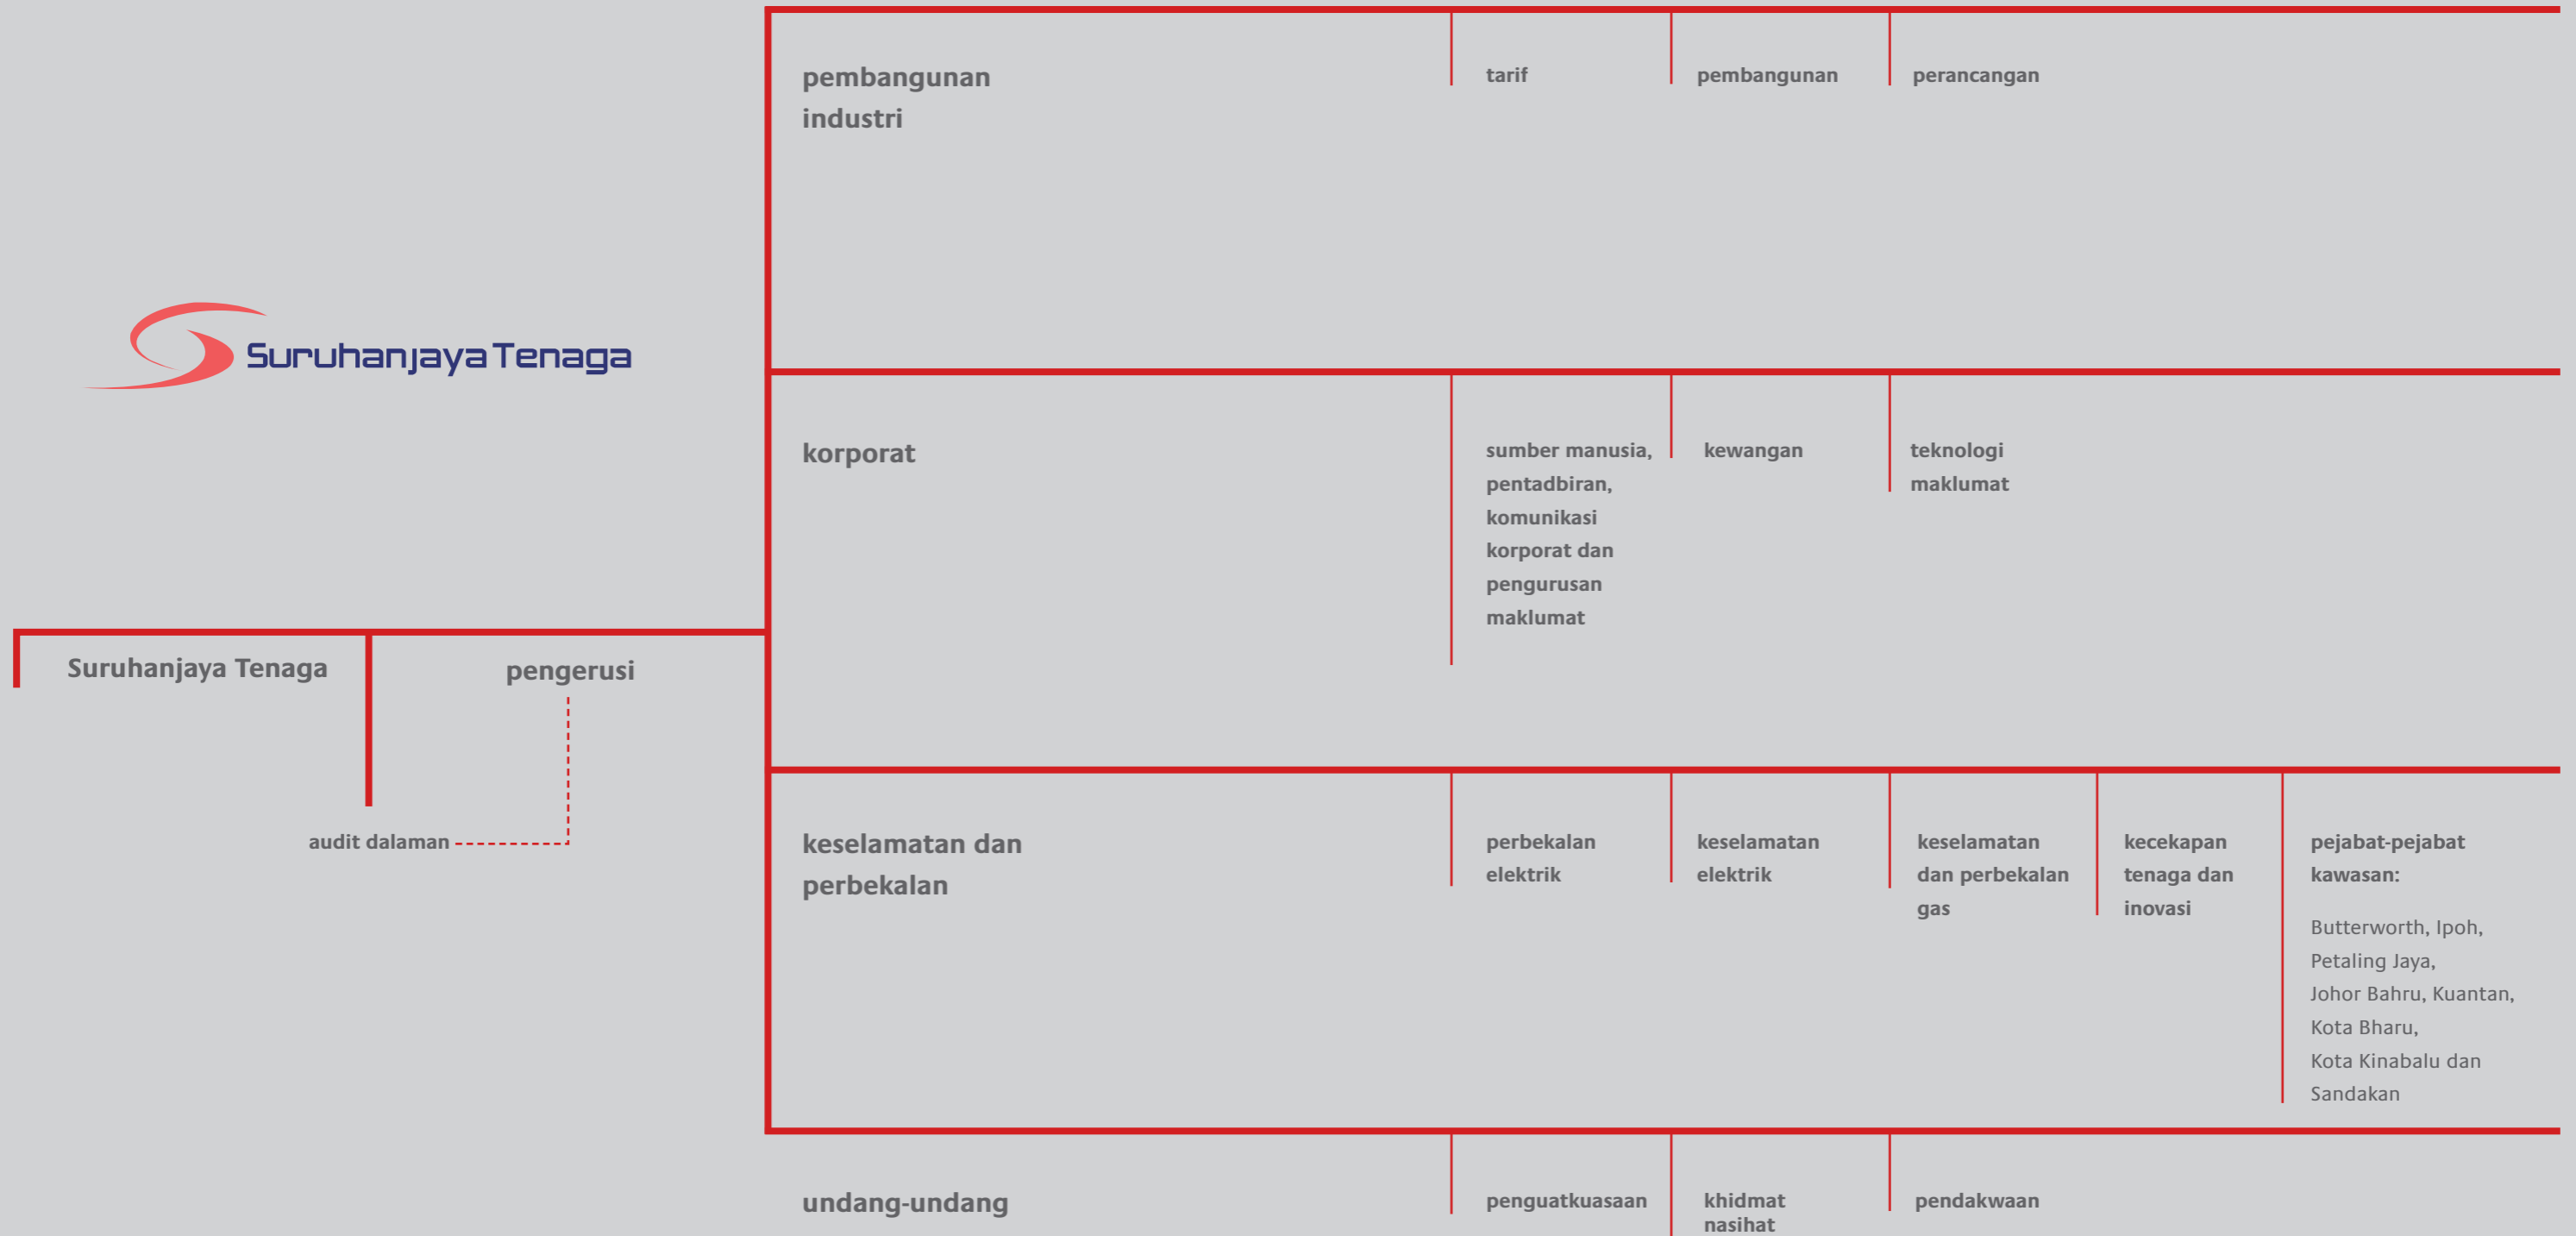 Suruhanjaya Tenaga
Suruhanjaya Tenaga
pengerusi
audit dalaman
pembangunan
industri
tarif
pembangunan
perancangan
korporat
sumber manusia,
pentadbiran,
komunikasi
korporat dan
pengurusan
maklumat
kewangan
teknologi
maklumat
keselamatan dan
perbekalan
perbekalan
elektrik
keselamatan
elektrik
keselamatan
dan perbekalan
gas
kecekapan
tenaga dan
inovasi
pejabat-pejabat
kawasan:
Butterworth, Ipoh,
Petaling Jaya,
Johor Bahru, Kuantan,
Kota Bharu,
Kota Kinabalu dan
Sandakan
undang-undang
penguatkuasaan
khidmat
nasihat
pendakwaan